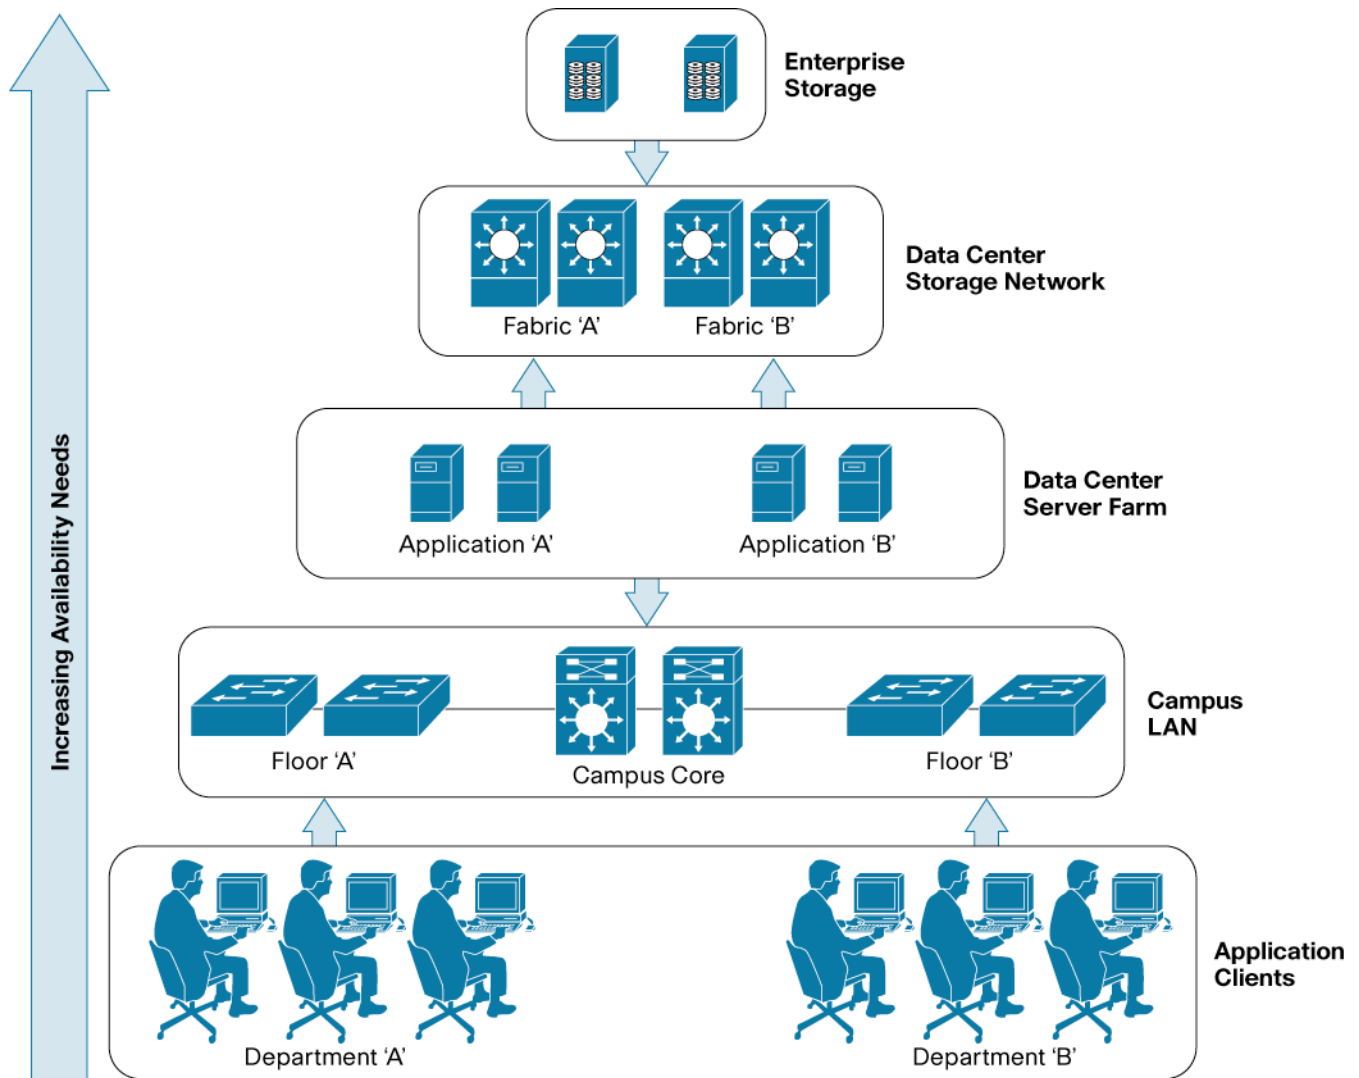 Enterprise
Storage
Fabric ‘A’
Fabric ‘B’
Data Center
Storage Network
Application ‘A’
Application ‘B’
Data Center
Server Farm
Increasing Availability Needs
Floor ‘A’
Campus Core
Floor ‘B’
Campus
LAN
Department ‘A’
Department ‘B’
Application
Clients